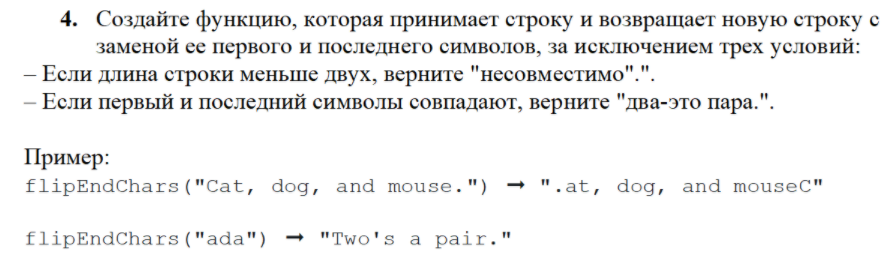 4. Создайте функцию, которая принимает строку и возвращает новую строку с
заменой ее первого и последнего символов, за исключением трех условий:
– Если длина строки меньше двух, верните "несовместимо".".
– Если первый и последний символы совпадают, верните "два-это пара.".
Пример:
flipEndChars("Cat, dog, and mouse.") ➞ ".at, dog, and mouseC"
flipEndChars("ada") ➞ "Two's a pair."